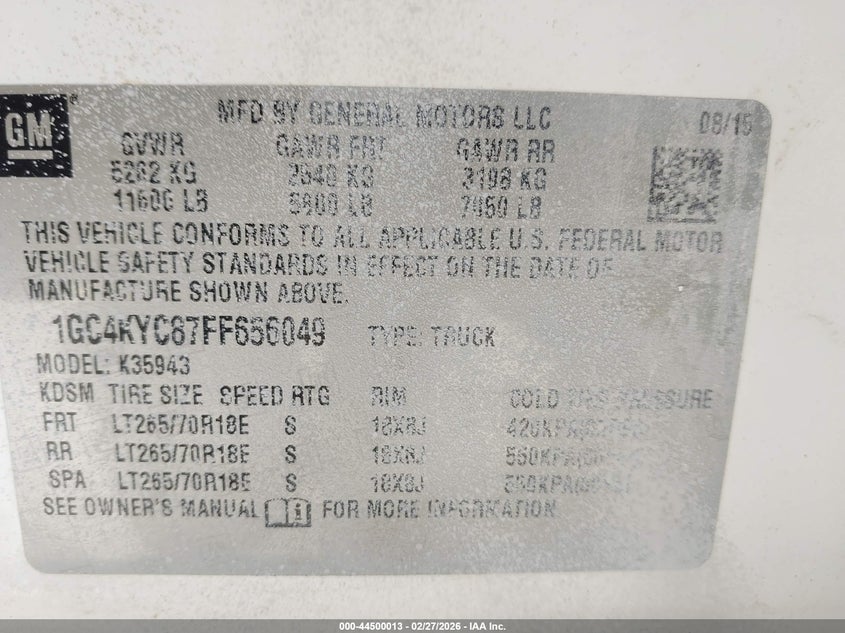 GM
MFD BY GENERAL MOTORS LLC 08/15
GVWR GAWR FRT GAWR RR
5262 KG 2540 KG 3198 KG
11600 LB 5600 LB 7050 LB
THIS VEHICLE CONFORMS TO ALL APPLICABLE U.S. FEDERAL MOTOR
VEHICLE SAFETY STANDARDS IN EFFECT ON THE DATE OF
MANUFACTURE SHOWN ABOVE.
1GC4KYC87FF656049 TYPE: TRUCK
MODEL: K35943
KDSM TIRE SIZE SPEED RTG RIM COLD TIRE PRESSURE
FRT LT265/70R18E S 18X8J
RR LT265/70R18E S 18X8J
SPA LT265/70R18E S 18X8J
SEE OWNER'S MANUAL FOR MORE INFORMATION
000-44500013 | 02/27/2026 | IAA Inc.